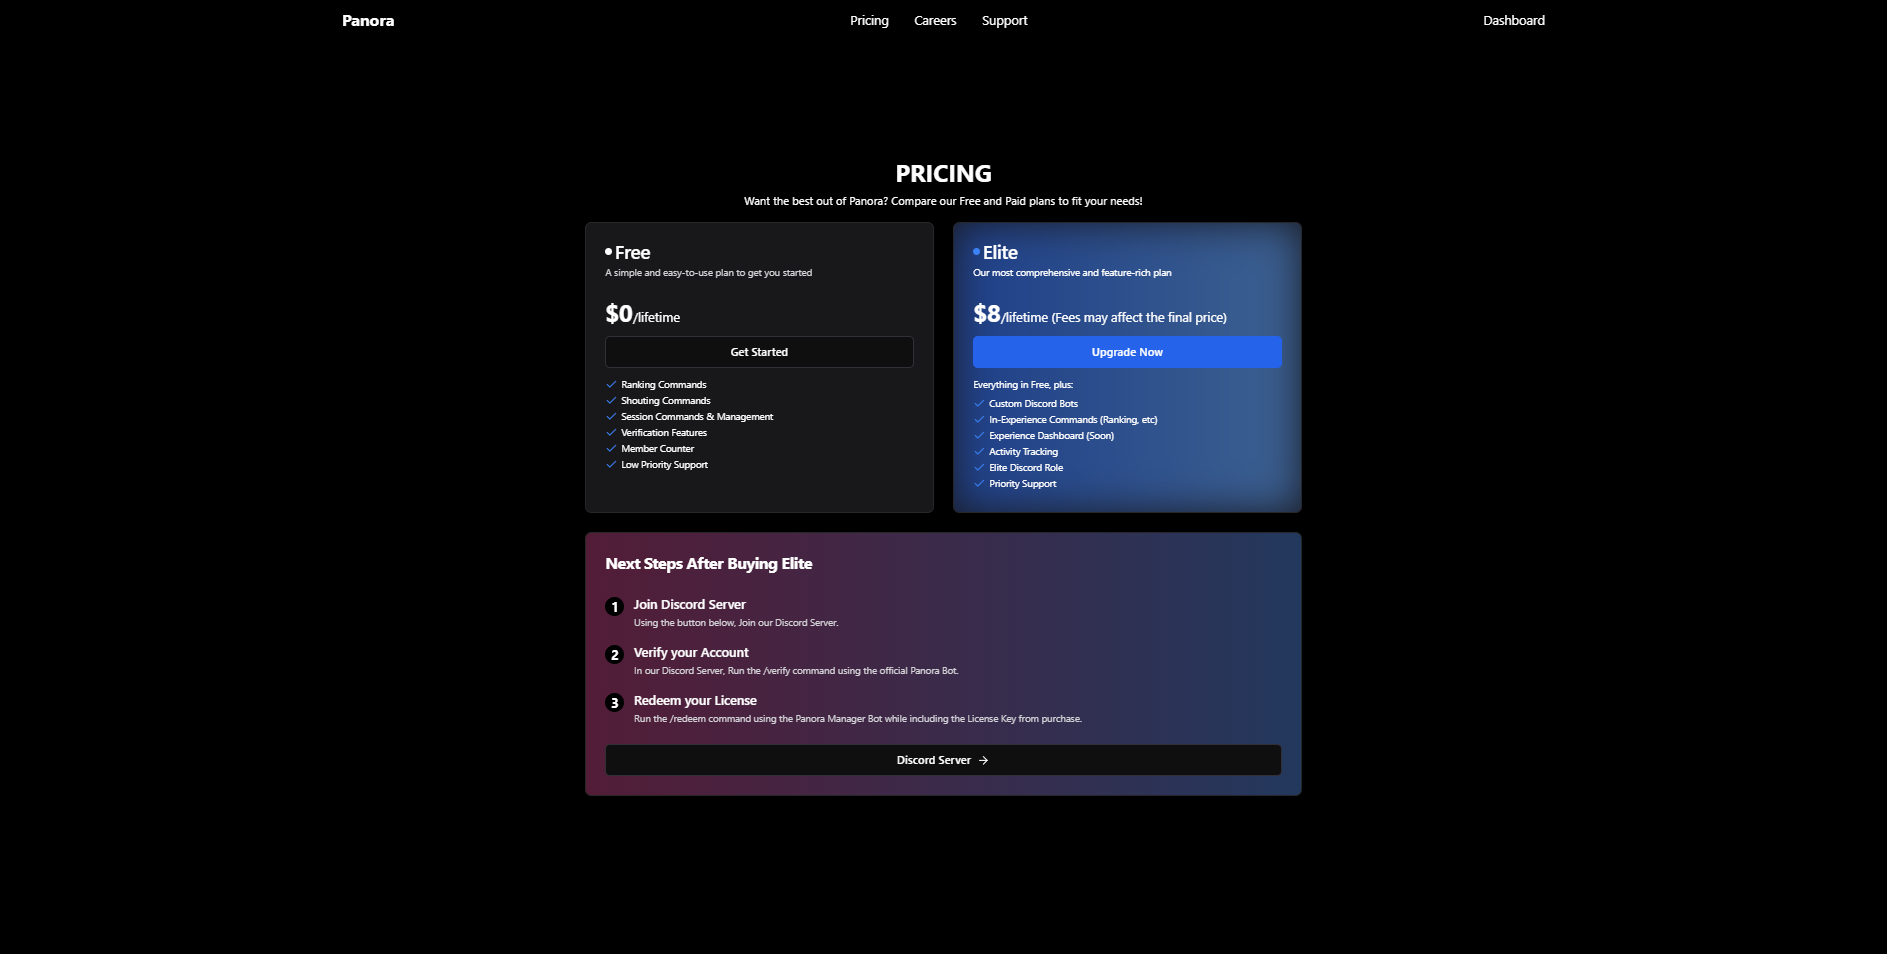 Panora
Pricing
Careers
Support
Dashboard
PRICING
Want the best out of Panora? Compare our Free and Paid plans to fit your needs!
Free
A simple and easy-to-use plan to get you started
$0/lifetime
Get Started
Ranking Commands
Shouting Commands
Session Commands & Management
Verification Features
Member Counter
Low Priority Support
Elite
Our most comprehensive and feature-rich plan
$8/lifetime (Fees may affect the final price)
Upgrade Now
Everything in Free, plus:
Custom Discord Bots
In-Experience Commands (Ranking, etc)
Experience Dashboard (Soon)
Activity Tracking
Elite Discord Role
Priority Support
Next Steps After Buying Elite
1
Join Discord Server
Using the button below, Join our Discord Server.
2
Verify your Account
In our Discord Server, Run the /verify command using the official Panora Bot.
3
Redeem your License
Run the /redeem command using the Panora Manager Bot while including the License Key from purchase.
Discord Server →